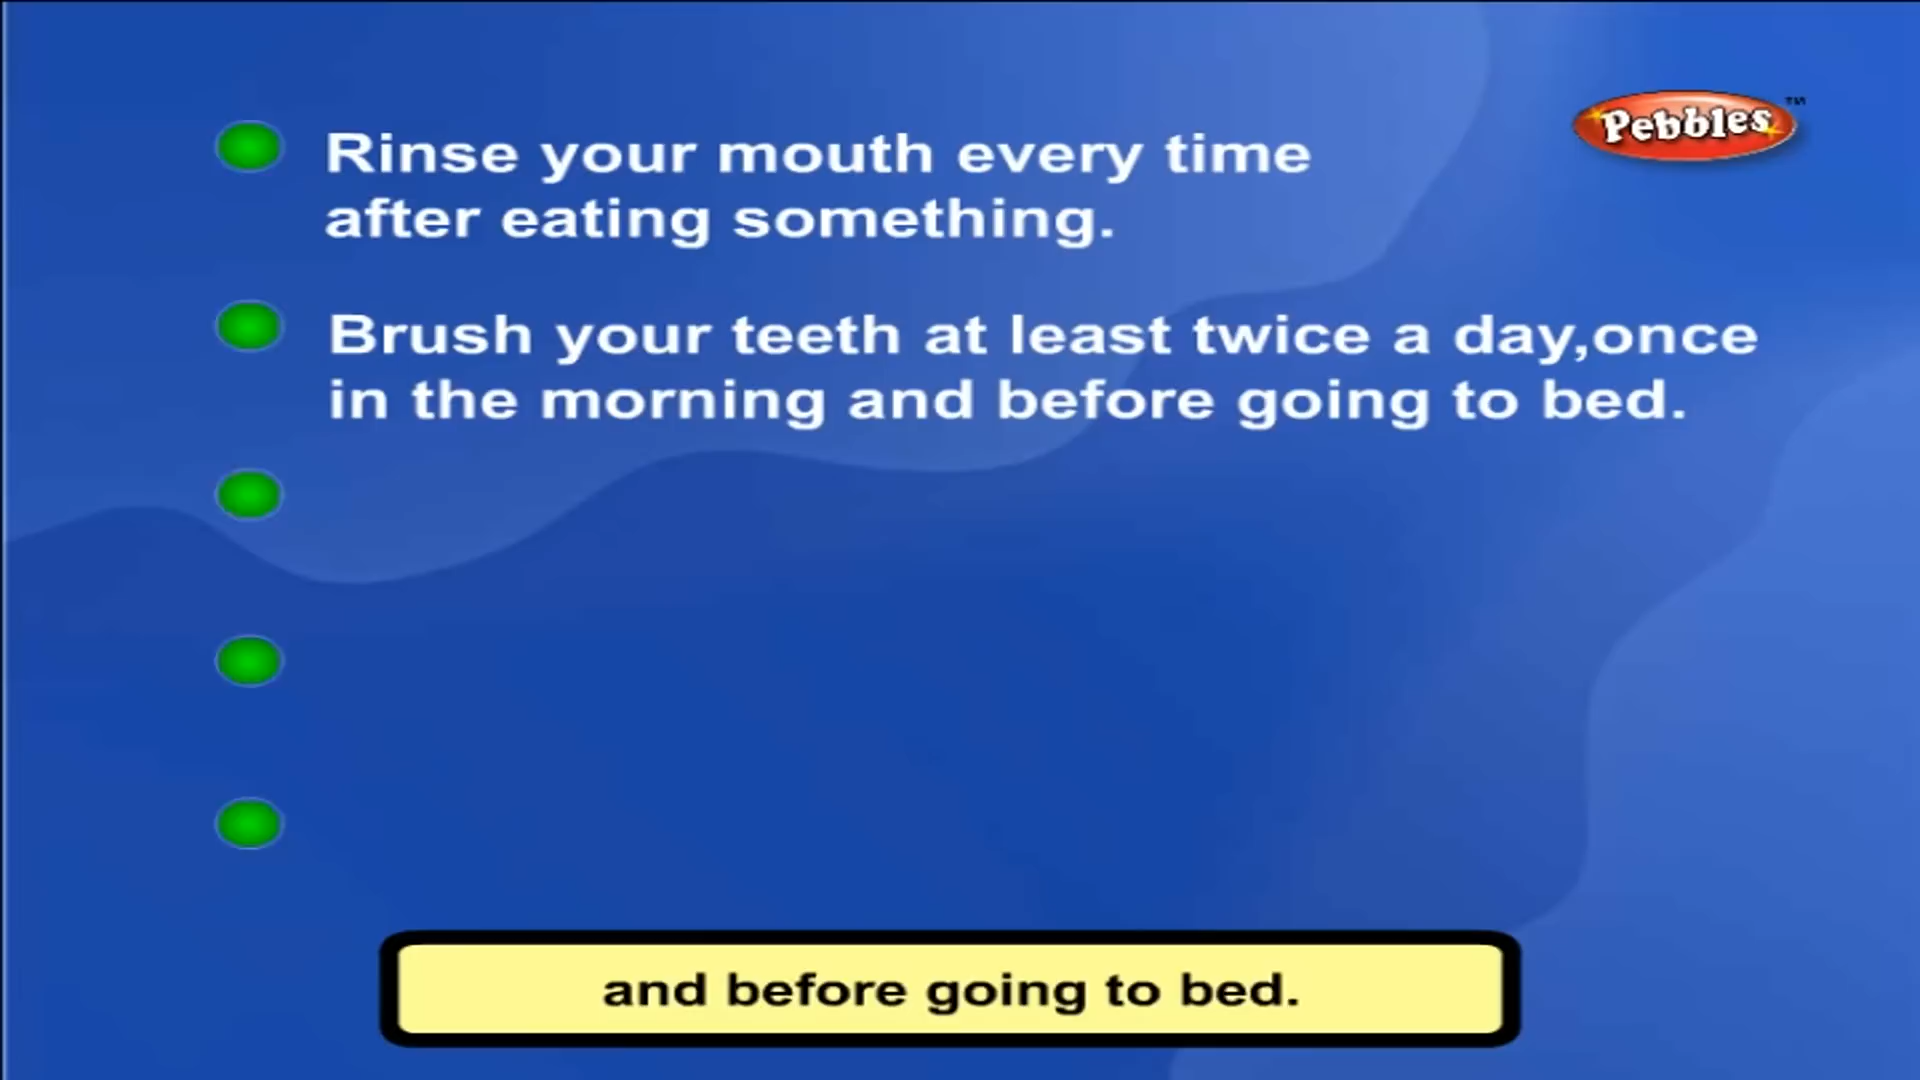 Pebbles™
Rinse your mouth every time
after eating something.
Brush your teeth at least twice a day,once
in the morning and before going to bed.
and before going to bed.